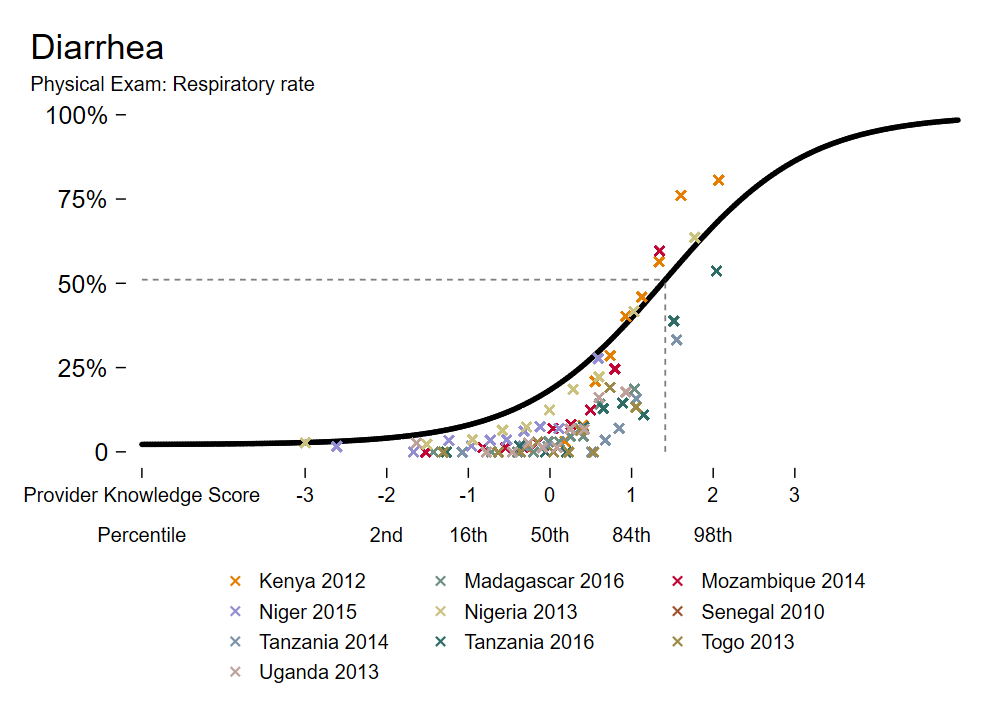 Diarrhea
Physical Exam: Respiratory rate
100%
75%
50%
25%
0
Provider Knowledge Score -3 -2 -1 0 1 2 3
Percentile 2nd 16th 50th 84th 98th
Kenya 2012 Madagascar 2016 Mozambique 2014
Niger 2015 Nigeria 2013 Senegal 2010
Tanzania 2014 Tanzania 2016 Togo 2013
Uganda 2013